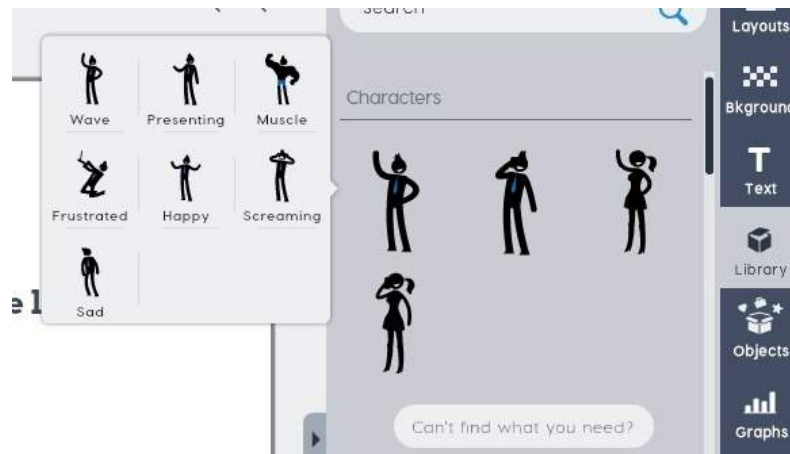 Search
Layouts
Characters
Bkground
Wave Presenting Muscle
Text
Frustrated Happy Screaming
Library
Sad
e l
Objects
Can't find what you need?
Graphs